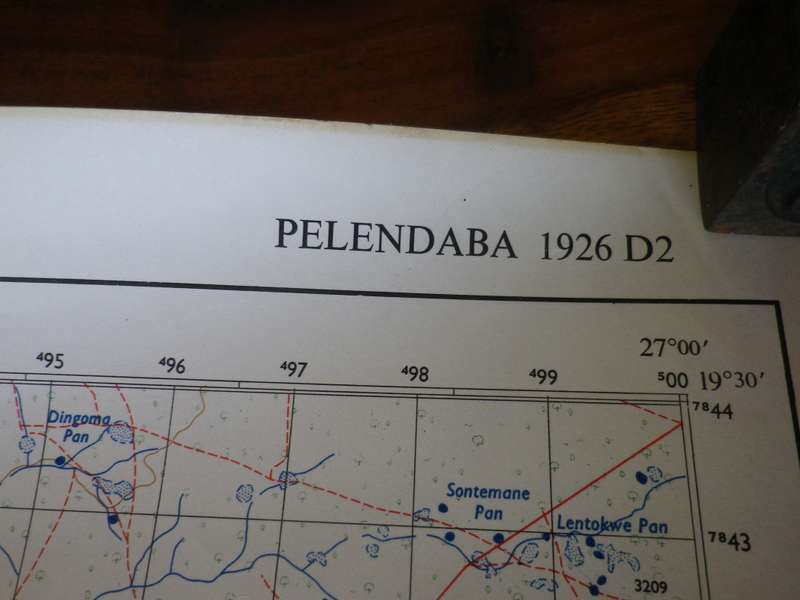 PELENDABA 1926 D2
27°00′
⁴95 ⁴96 ⁴97 ⁴98 ⁴99 ⁵00 19°30′
⁷⁸44
Dingoma
Pan
Sontemane
Pan
Lentokwe Pan
⁷⁸43
3209